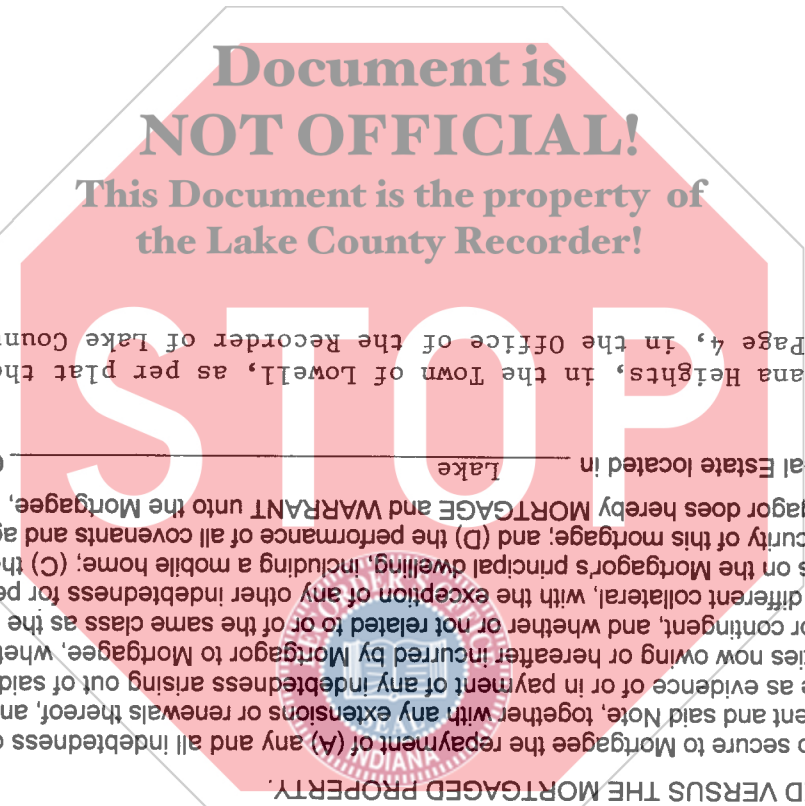 Document is
NOT OFFICIAL!
This Document is the property of
the Lake County Recorder!
STOP
D VERSUS THE MORTGAGED PROPERTY.
o secure to Mortgagee the repayment of (A) any and all indebtedness
ent and said Note, together with any extensions or renewals thereof, an
e as evidence of or in payment of any indebtedness arising out of said
ties now owing or hereafter incurred by Mortgagor to Mortgagee, whet
or contingent, and whether or not related to or of the same class as the
different collateral, with the exception of any other indebtedness for pe
s on the Mortgagor's principal dwelling, including a mobile home; (C) the
curity of this mortgage; and (D) the performance of all covenants and ag
gagor does hereby MORTGAGE and WARRANT unto the Mortgagee,
al Estate located in Lake
ana Heights, in the Town of Lowell, as per plat the
Page 4, in the Office of the Recorder of Lake Coun
INDIANA